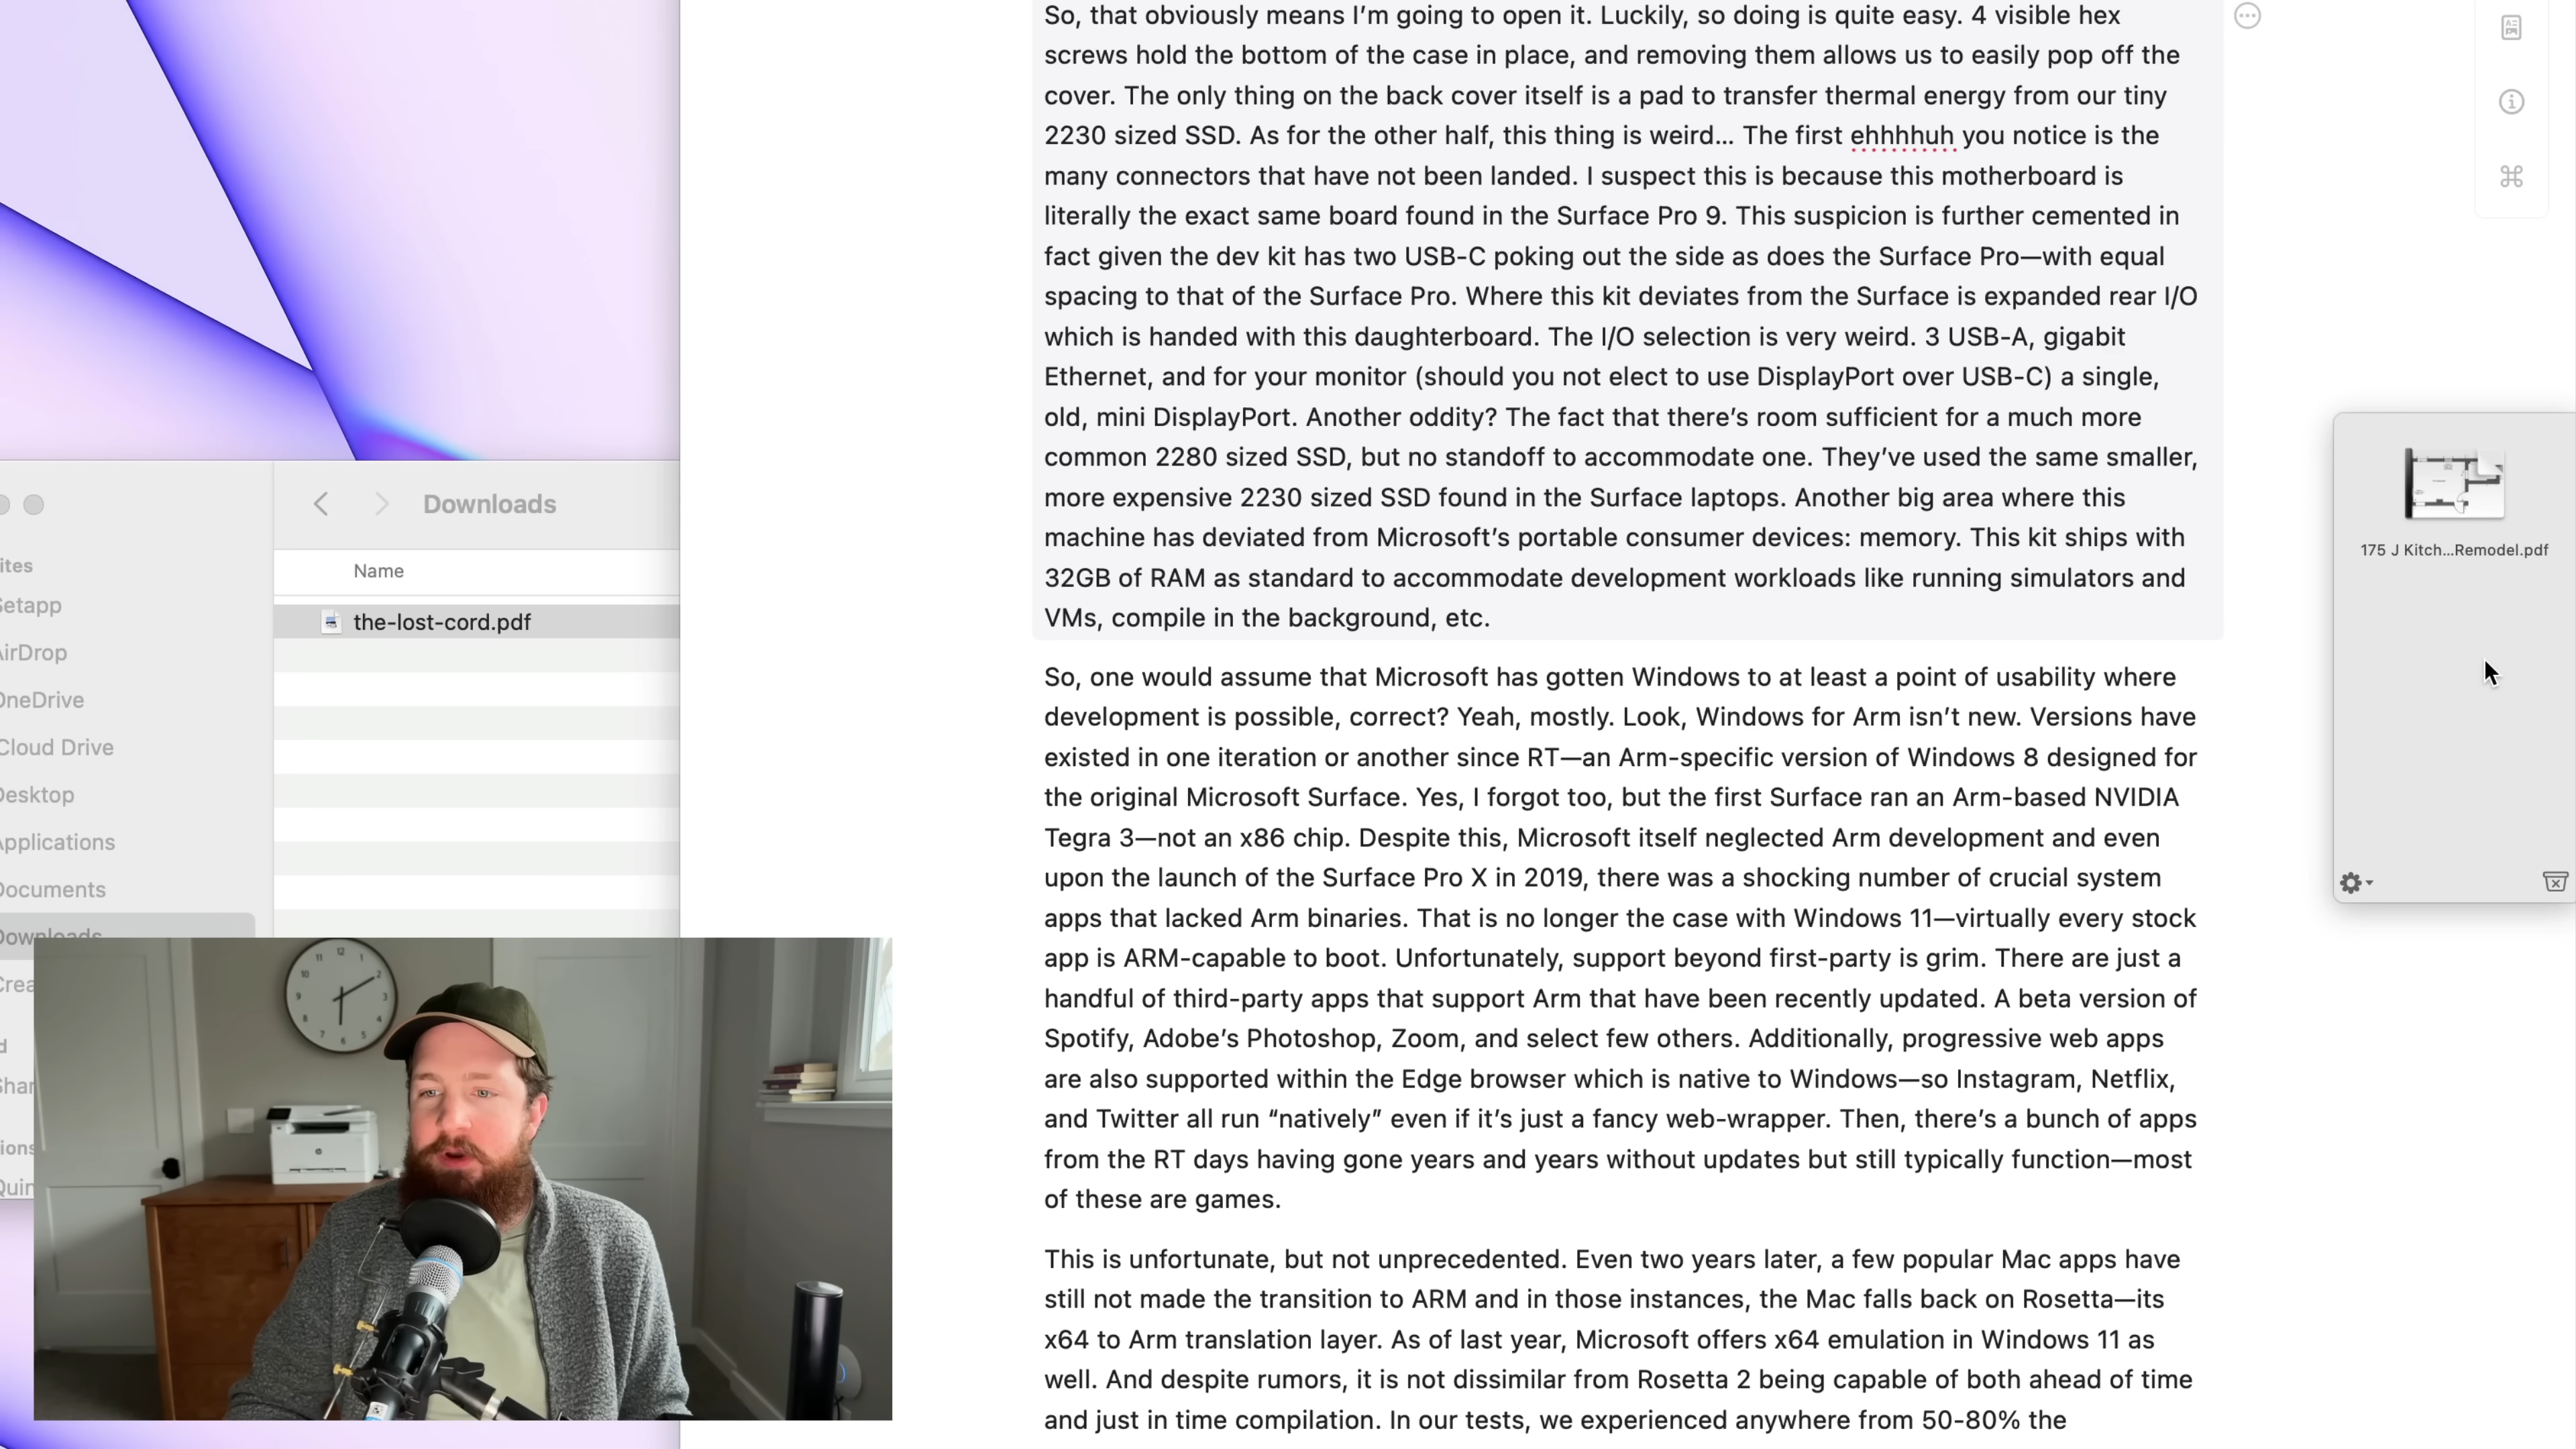 So, that obviously means I’m going to open it. Luckily, so doing is quite easy. 4 visible hex
screws hold the bottom of the case in place, and removing them allows us to easily pop off the
cover. The only thing on the back cover itself is a pad to transfer thermal energy from our tiny
2230 sized SSD. As for the other half, this thing is weird... The first ehhhhuh you notice is the
many connectors that have not been landed. I suspect this is because this motherboard is
literally the exact same board found in the Surface Pro 9. This suspicion is further cemented in
fact given the dev kit has two USB-C poking out the side as does the Surface Pro—with equal
spacing to that of the Surface Pro. Where this kit deviates from the Surface is expanded rear I/O
which is handed with this daughterboard. The I/O selection is very weird. 3 USB-A, gigabit
Ethernet, and for your monitor (should you not elect to use DisplayPort over USB-C) a single,
old, mini DisplayPort. Another oddity? The fact that there’s room sufficient for a much more
common 2280 sized SSD, but no standoff to accommodate one. They’ve used the same smaller,
more expensive 2230 sized SSD found in the Surface laptops. Another big area where this
machine has deviated from Microsoft’s portable consumer devices: memory. This kit ships with
32GB of RAM as standard to accommodate development workloads like running simulators and
VMs, compile in the background, etc.
So, one would assume that Microsoft has gotten Windows to at least a point of usability where
development is possible, correct? Yeah, mostly. Look, Windows for Arm isn’t new. Versions have
existed in one iteration or another since RT—an Arm-specific version of Windows 8 designed for
the original Microsoft Surface. Yes, I forgot too, but the first Surface ran an Arm-based NVIDIA
Tegra 3—not an x86 chip. Despite this, Microsoft itself neglected Arm development and even
upon the launch of the Surface Pro X in 2019, there was a shocking number of crucial system
apps that lacked Arm binaries. That is no longer the case with Windows 11—virtually every stock
app is ARM-capable to boot. Unfortunately, support beyond first-party is grim. There are just a
handful of third-party apps that support Arm that have been recently updated. A beta version of
Spotify, Adobe’s Photoshop, Zoom, and select few others. Additionally, progressive web apps
are also supported within the Edge browser which is native to Windows—so Instagram, Netflix,
and Twitter all run “natively” even if it’s just a fancy web-wrapper. Then, there’s a bunch of apps
from the RT days having gone years and years without updates but still typically function—most
of these are games.
This is unfortunate, but not unprecedented. Even two years later, a few popular Mac apps have
still not made the transition to ARM and in those instances, the Mac falls back on Rosetta—its
x64 to Arm translation layer. As of last year, Microsoft offers x64 emulation in Windows 11 as
well. And despite rumors, it is not dissimilar from Rosetta 2 being capable of both ahead of time
and just in time compilation. In our tests, we experienced anywhere from 50-80% the
Downloads
Name
the-lost-cord.pdf
ites
Setapp
AirDrop
OneDrive
iCloud Drive
Desktop
Applications
Documents
Downloads
Crea
d
Shar
ions
Quin
175 J Kitch...Remodel.pdf
12
1
2
3
4
5
6
7
8
9
10
11
hp